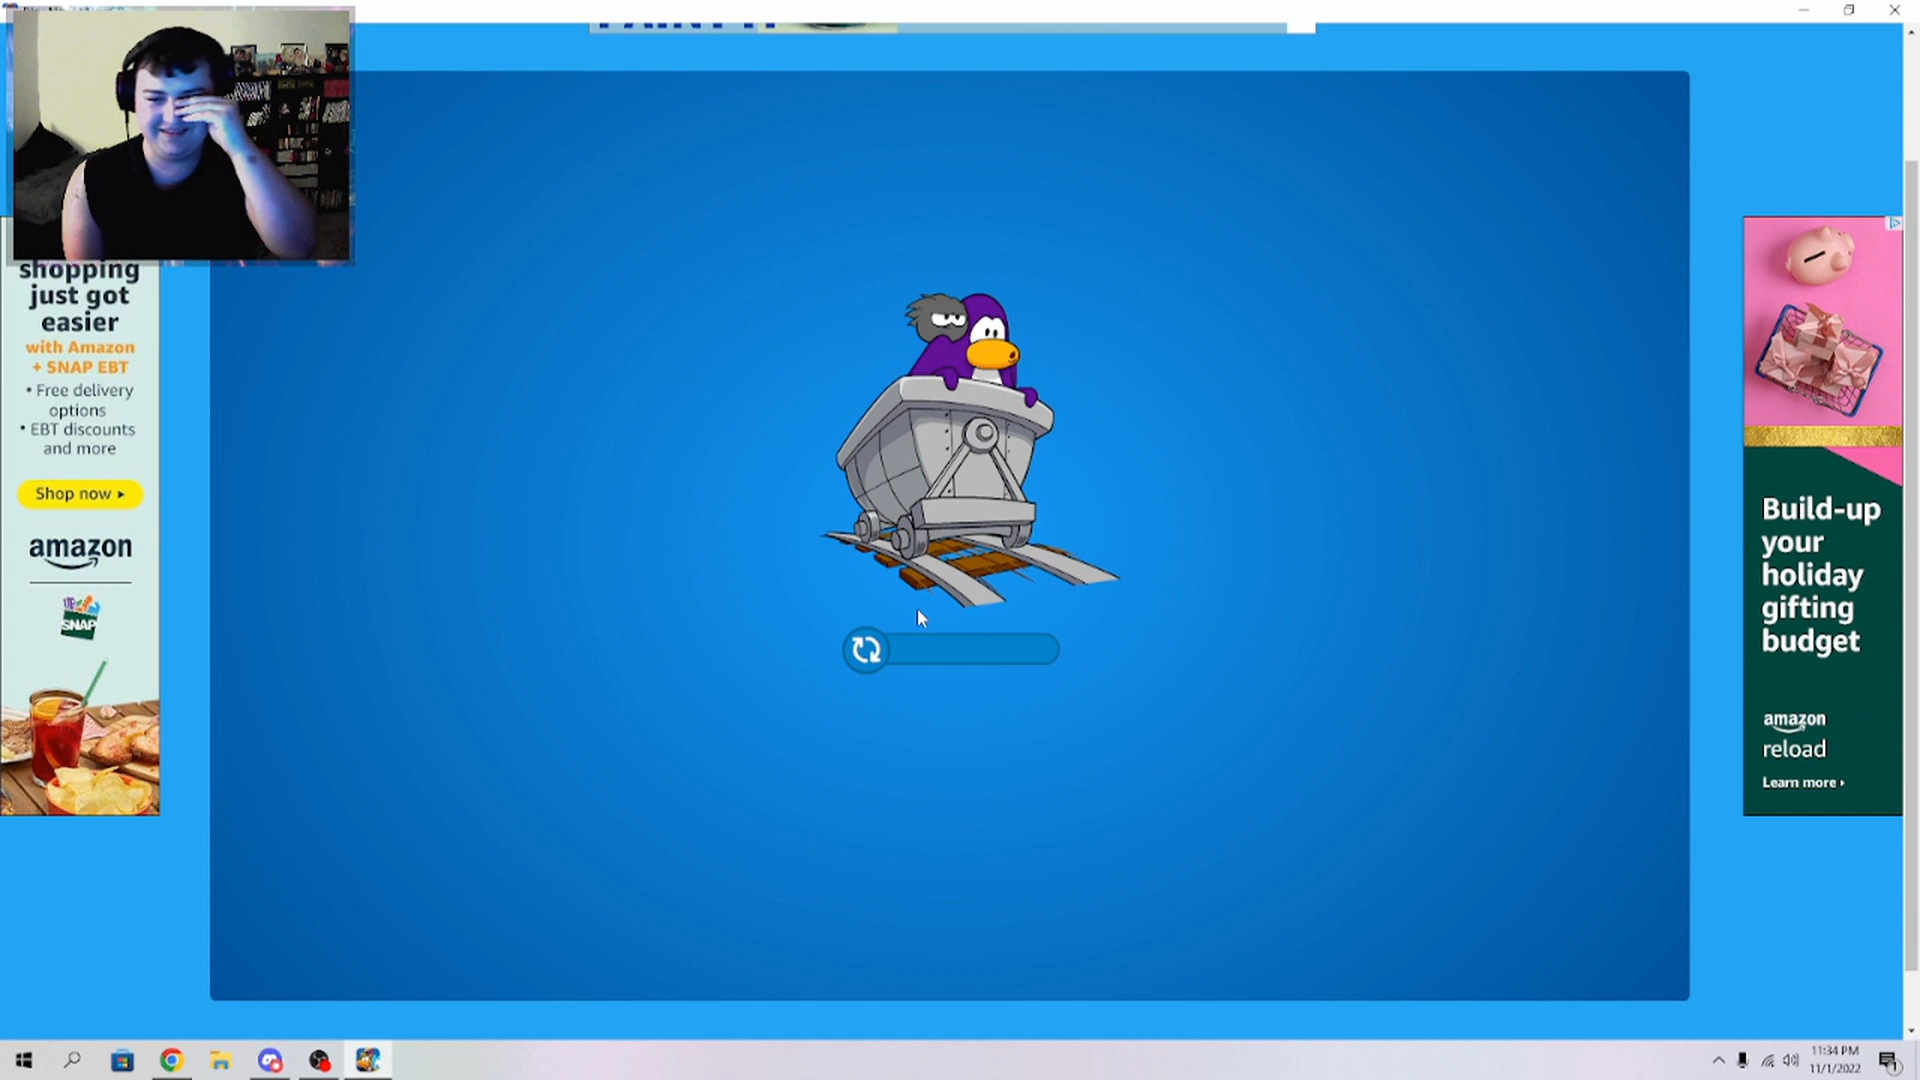 shopping
just got
easier
with Amazon
+ SNAP EBT
• Free delivery
options
• EBT discounts
and more
Shop now ▸
amazon
SNAP
Build-up
your
holiday
gifting
budget
amazon
reload
Learn more ▸
11:34 PM
11/1/2022